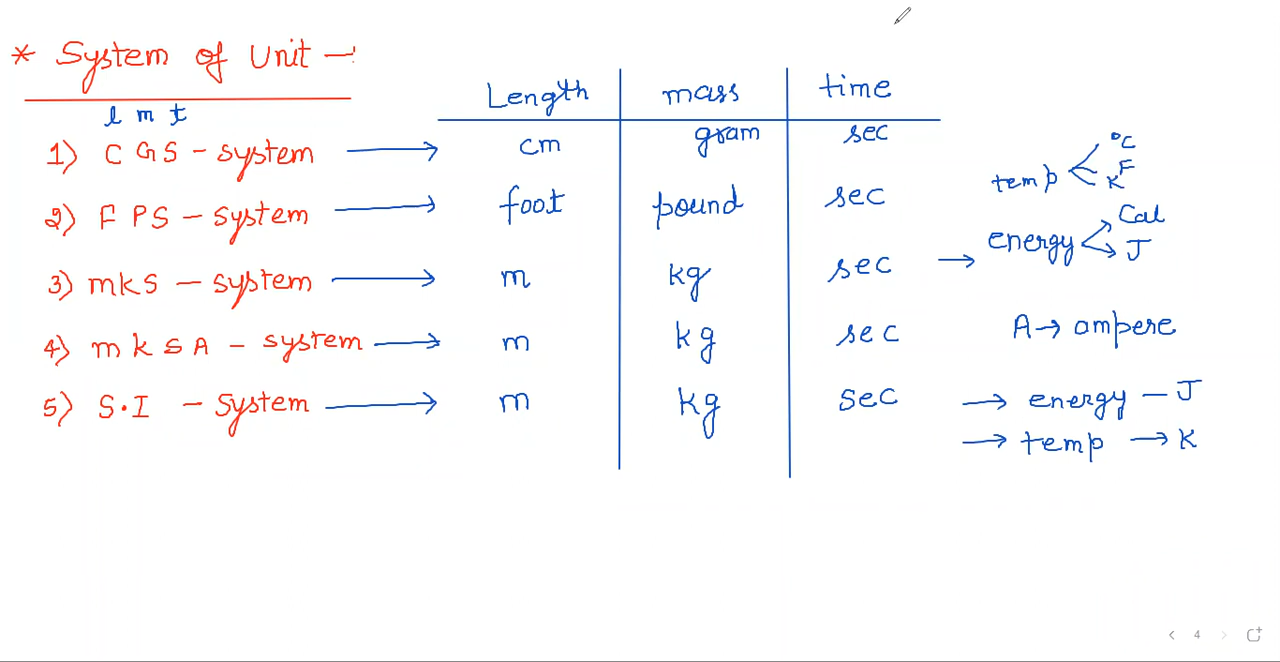 * System of Unit →
Length mass time
l m t
1) CGS - system → cm gram sec
temp < °C F K
2) FPS - system → foot pound sec
energy < Cal J
3) mks - system → m kg sec →
4) mksA - system → m kg sec
A → ampere
5) S.I - System → m kg sec
→ energy - J
→ temp → K
4